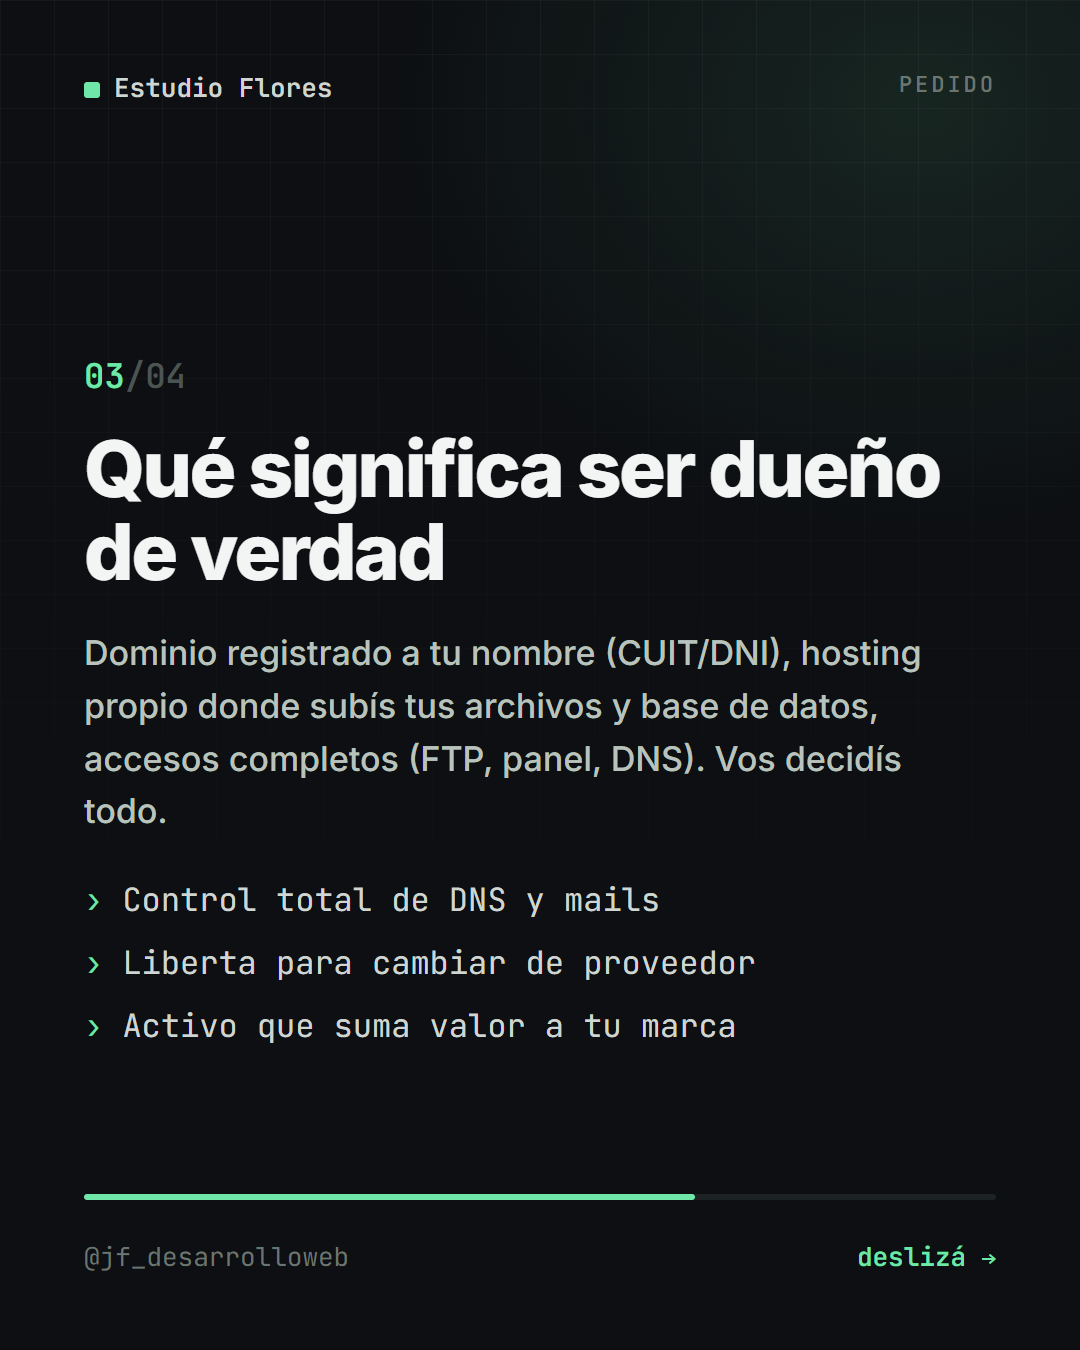 Estudio Flores
PEDIDO
03/04
Qué significa ser dueño
de verdad
Dominio registrado a tu nombre (CUIT/DNI), hosting
propio donde subís tus archivos y base de datos,
accesos completos (FTP, panel, DNS). Vos decidís
todo.
› Control total de DNS y mails
› Liberta para cambiar de proveedor
› Activo que suma valor a tu marca
@jf_desarrolloweb
deslizá →